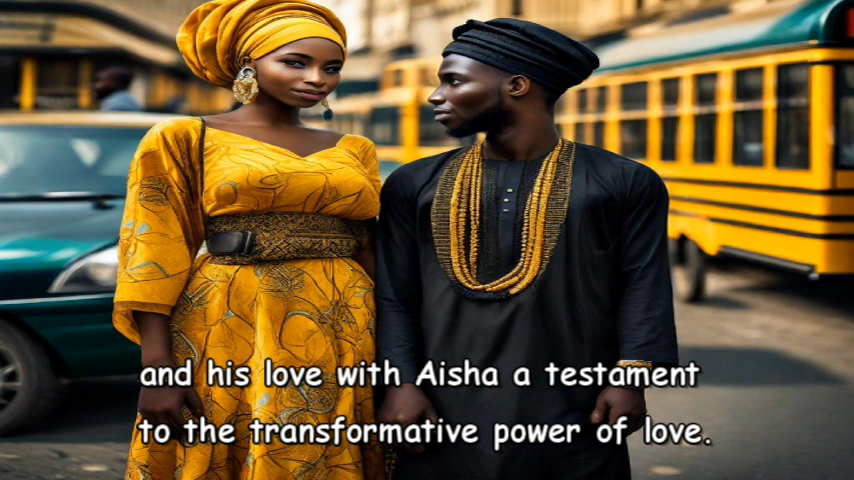 and his love with Aisha a testament
to the transformative power of love.